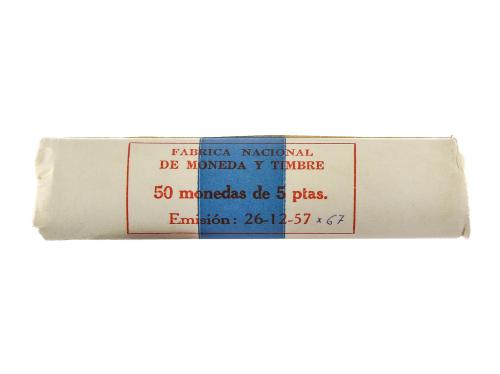 FABRICA NACIONAL
DE MONEDA Y TIMBRE
50 monedas de 5 ptas.
Emisión: 26-12-57 * 67